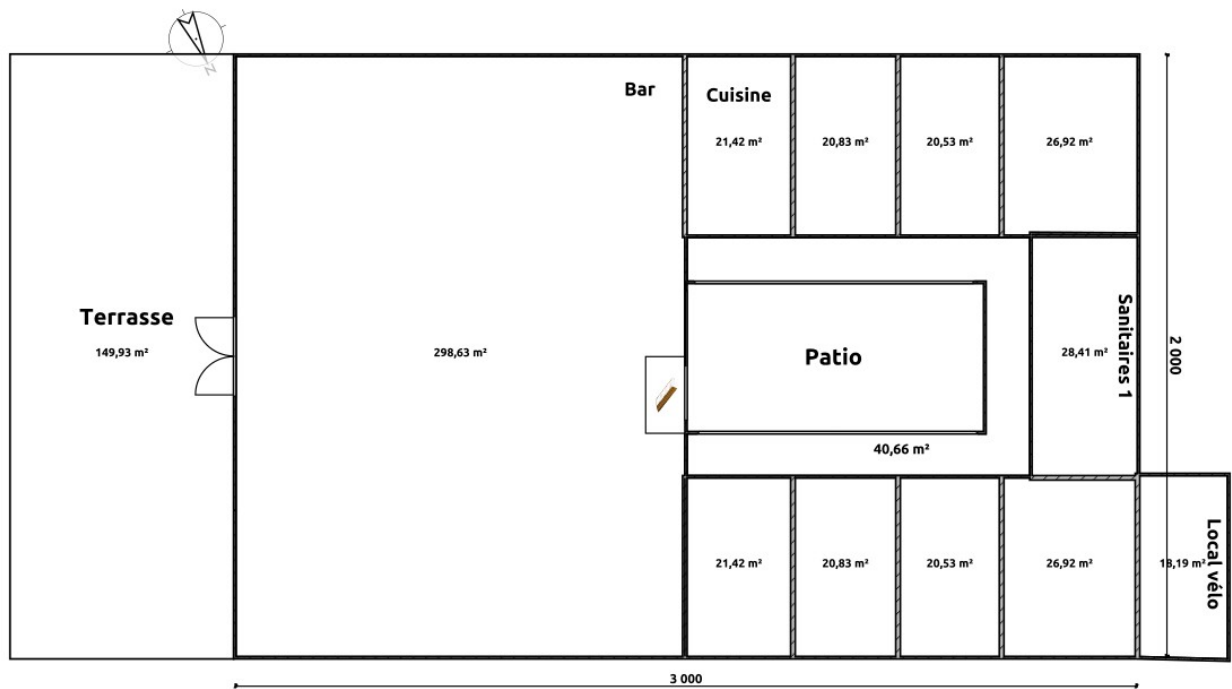 N
Bar
Cuisine
21,42 m²
20,83 m²
20,53 m²
26,92 m²
Terrasse
149,93 m²
298,63 m²
Patio
Sanitaires 1
28,41 m²
2 000
40,66 m²
21,42 m²
20,83 m²
20,53 m²
26,92 m²
18,19 m²
Local vélo
3 000